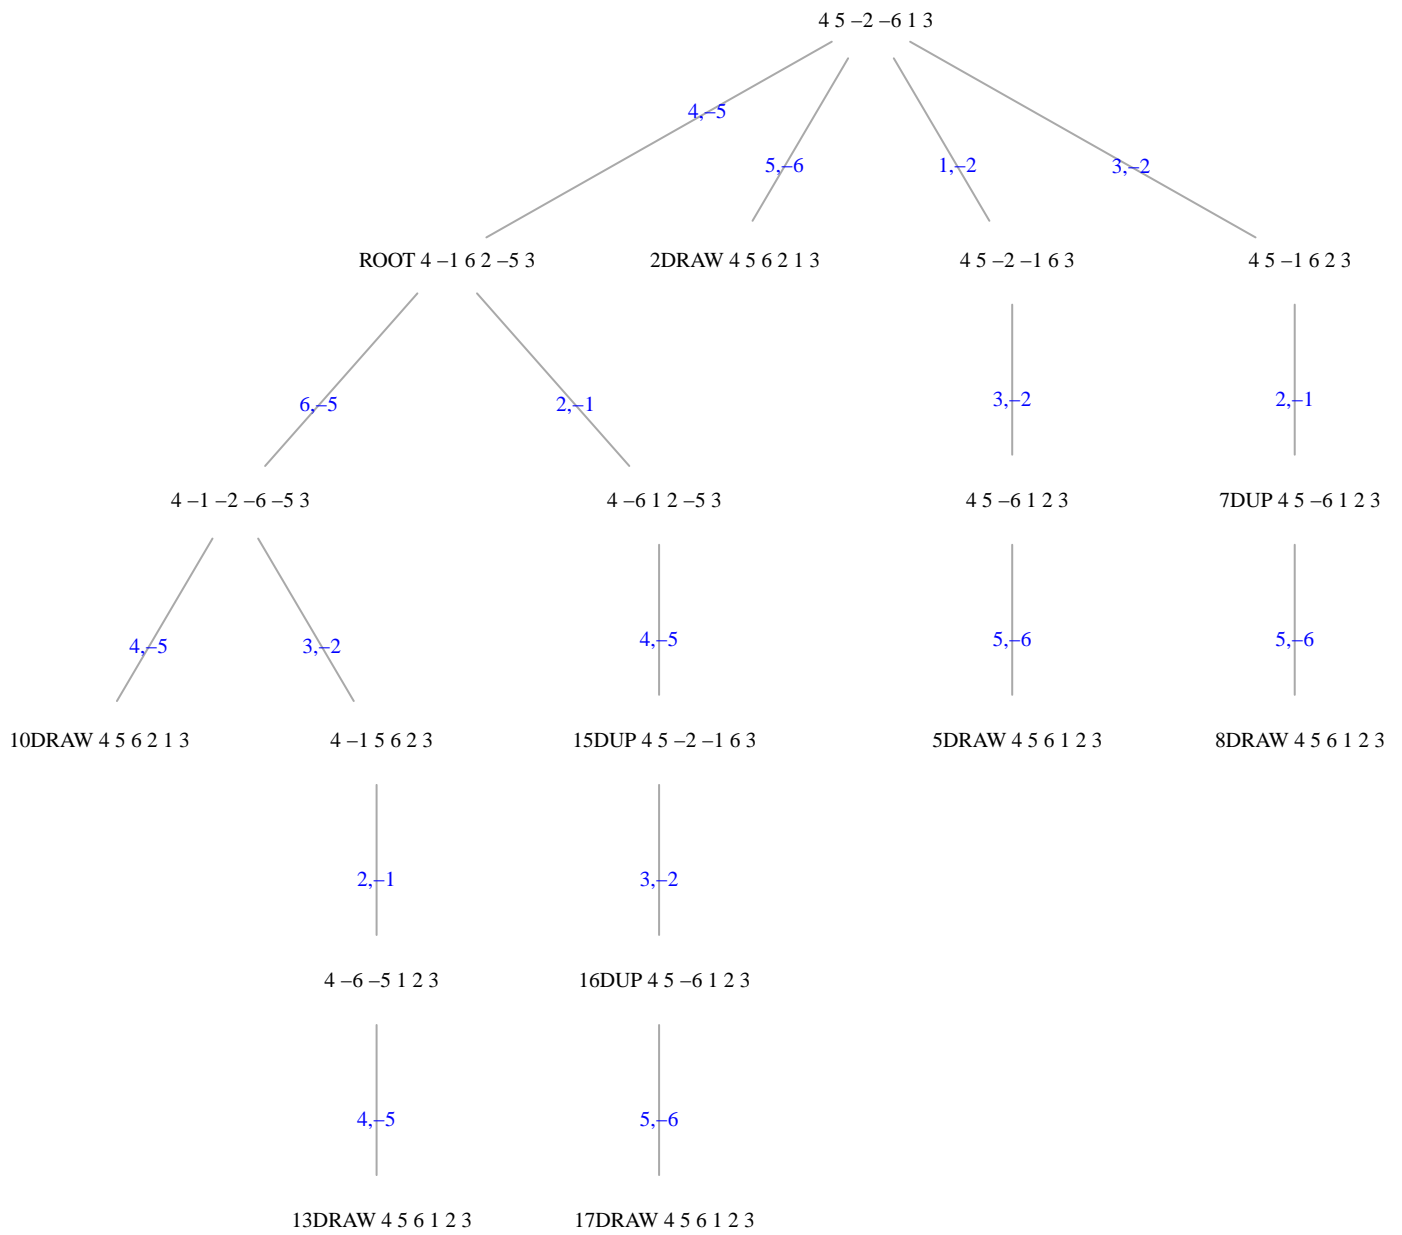 4 5 −2 −6 1 3
4,−5
5,−6
1,−2
3,−2
ROOT 4 −1 6 2 −5 3
2DRAW 4 5 6 2 1 3
4 5 −2 −1 6 3
4 5 −1 6 2 3
6,−5
2,−1
3,−2
2,−1
4 −1 −2 −6 −5 3
4 −6 1 2 −5 3
4 5 −6 1 2 3
7DUP 4 5 −6 1 2 3
4,−5
3,−2
4,−5
5,−6
5,−6
10DRAW 4 5 6 2 1 3
4 −1 5 6 2 3
15DUP 4 5 −2 −1 6 3
5DRAW 4 5 6 1 2 3
8DRAW 4 5 6 1 2 3
2,−1
3,−2
4 −6 −5 1 2 3
16DUP 4 5 −6 1 2 3
4,−5
5,−6
13DRAW 4 5 6 1 2 3
17DRAW 4 5 6 1 2 3